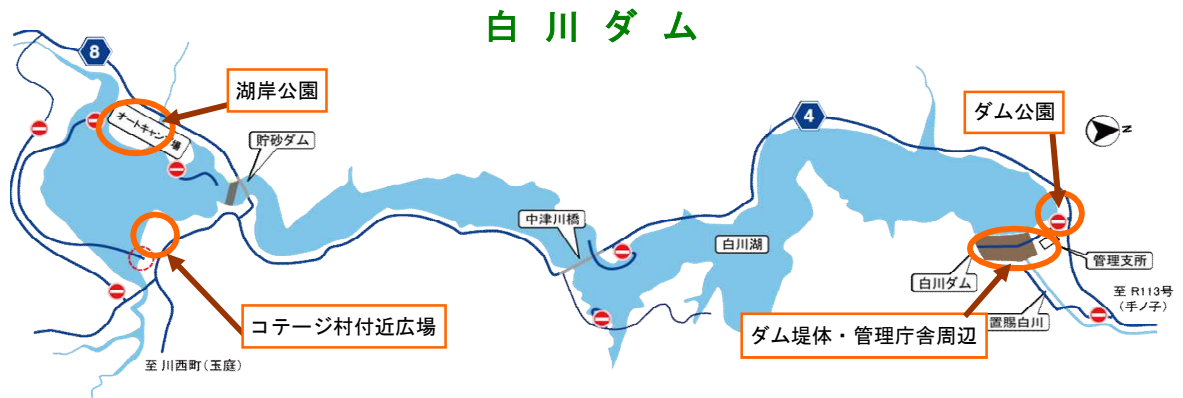 白川ダム
8
湖岸公園
オートキャンプ場
貯砂ダム
4
ダム公園
N
中津川橋
白川湖
管理支所
白川ダム
至 R113号
(手ノ子)
置賜白川
コテージ村付近広場
ダム堤体・管理庁舎周辺
至 川西町(玉庭)